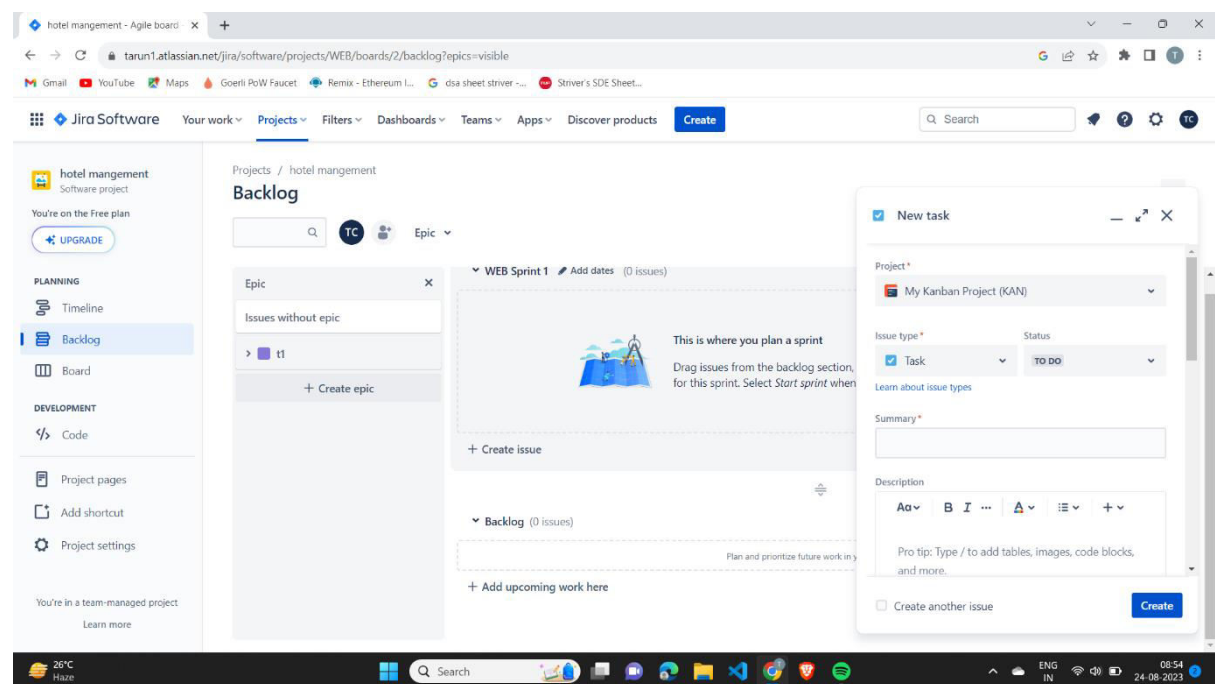 hotel mangement - Agile board
tarun1.atlassian.net/jira/software/projects/WEB/boards/2/backlog?epics=visible
Gmail YouTube Maps Goerli PoW Faucet Remix - Ethereum I... dsa sheet striver -... Striver's SDE Sheet...
Jira Software Your work Projects Filters Dashboards Teams Apps Discover products Create Search TC
hotel mangement
Software project
You're on the Free plan
UPGRADE
PLANNING
Timeline
Backlog
Board
DEVELOPMENT
Code
Project pages
Add shortcut
Project settings
You're in a team-managed project
Learn more
Projects / hotel mangement
Backlog
TC Epic
Epic
Issues without epic
t1
+ Create epic
WEB Sprint 1 Add dates (0 issues)
This is where you plan a sprint
Drag issues from the backlog section,
for this sprint. Select Start sprint when
+ Create issue
Backlog (0 issues)
Plan and prioritize future work in y
+ Add upcoming work here
New task
Project *
My Kanban Project (KAN)
Issue type * Status
Task TO DO
Learn about issue types
Summary *
Description
Aa B I ... A +
Pro tip: Type / to add tables, images, code blocks,
and more.
Create another issue Create
26°C
Haze
Search
ENG
IN
08:54
24-08-2023